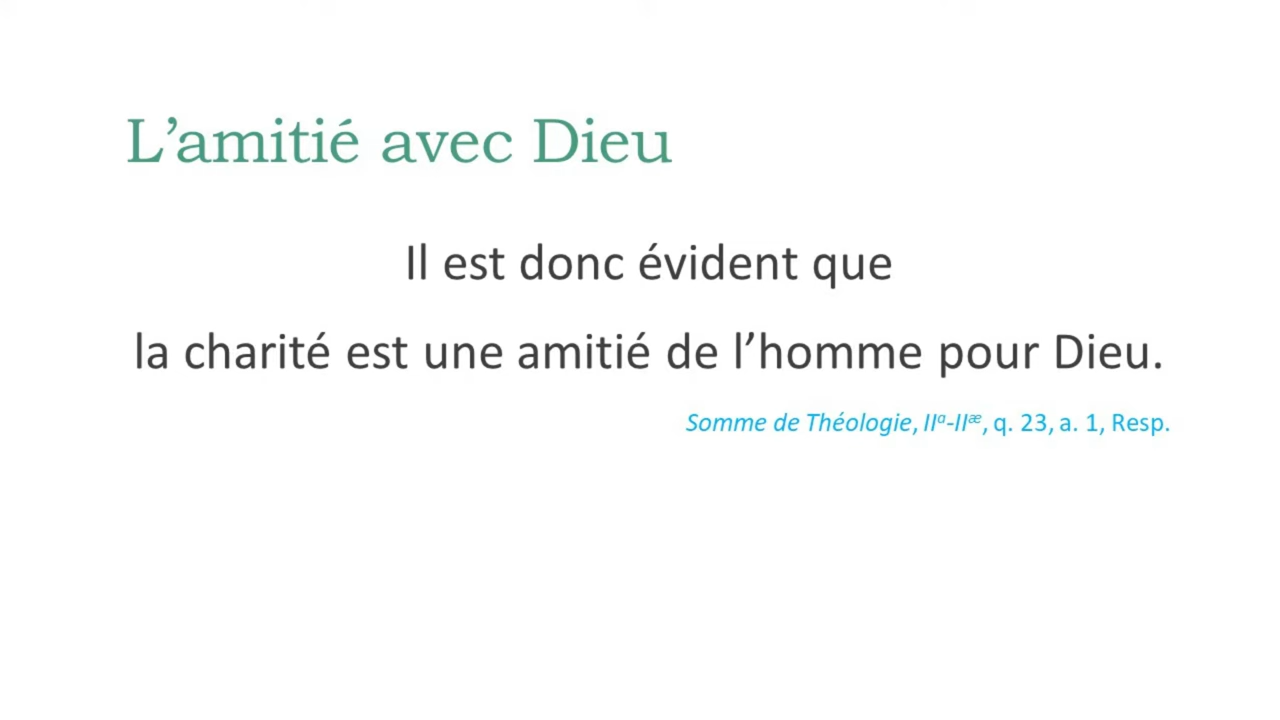 L’amitié avec Dieu
Il est donc évident que
la charité est une amitié de l’homme pour Dieu.
Somme de Théologie, IIª-IIᵆ, q. 23, a. 1, Resp.